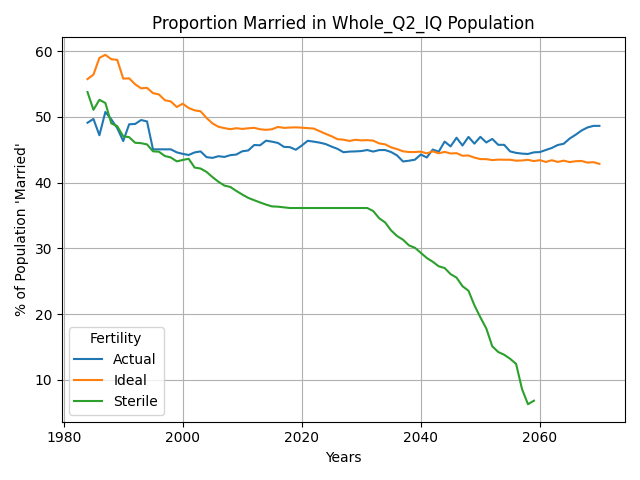 Proportion Married in Whole_Q2_IQ Population
% of Population 'Married'
60
50
40
30
20
10
Fertility
Actual
Ideal
Sterile
1980
2000
2020
2040
2060
Years